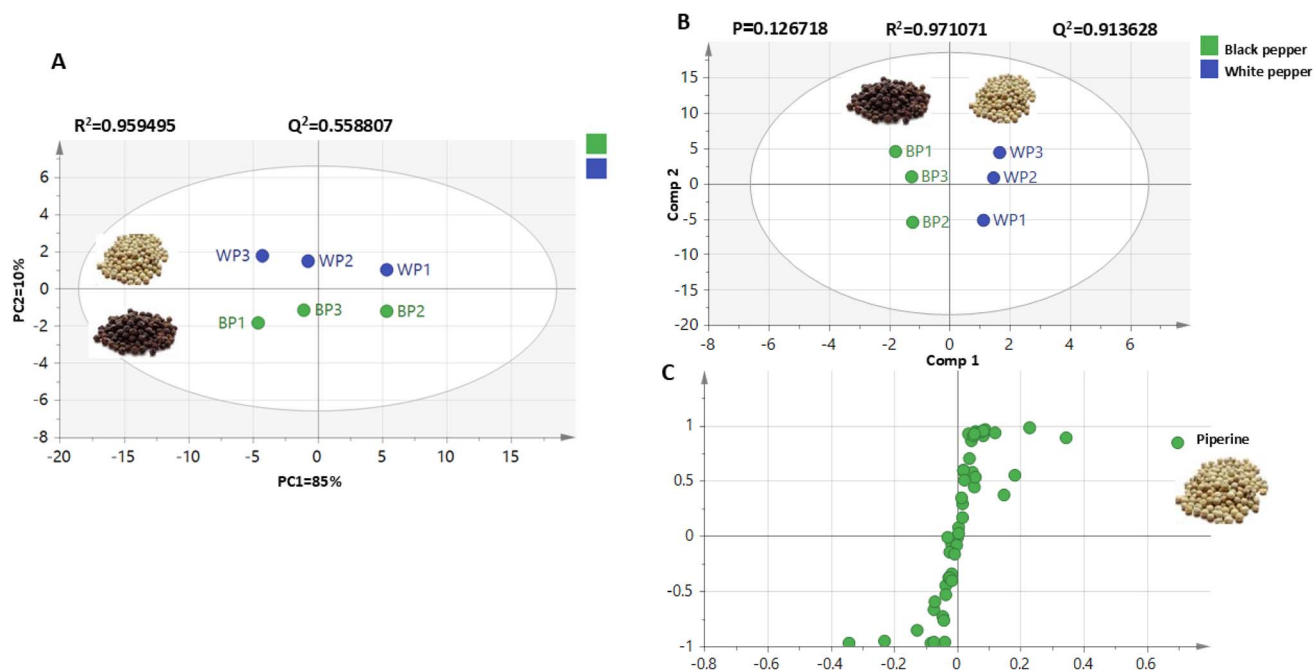 A
R²=0.959495 Q²=0.558807
6
4
2
0
-2
-4
-6
-8
PC2=10%
WP3 WP2 WP1
BP1 BP3 BP2
-20 -15 -10 -5 0 5 10 15
PC1=85%
B
P=0.126718 R²=0.971071 Q²=0.913628
Black pepper
White pepper
15
10
5
0
-5
-10
-15
-20
Comp 2
BP1 WP3
BP3 WP2
BP2 WP1
-8 -6 -4 -2 0 2 4 6
Comp 1
C
1
0.5
0
-0.5
-1
Piperine
-0.8 -0.6 -0.4 -0.2 0 0.2 0.4 0.6